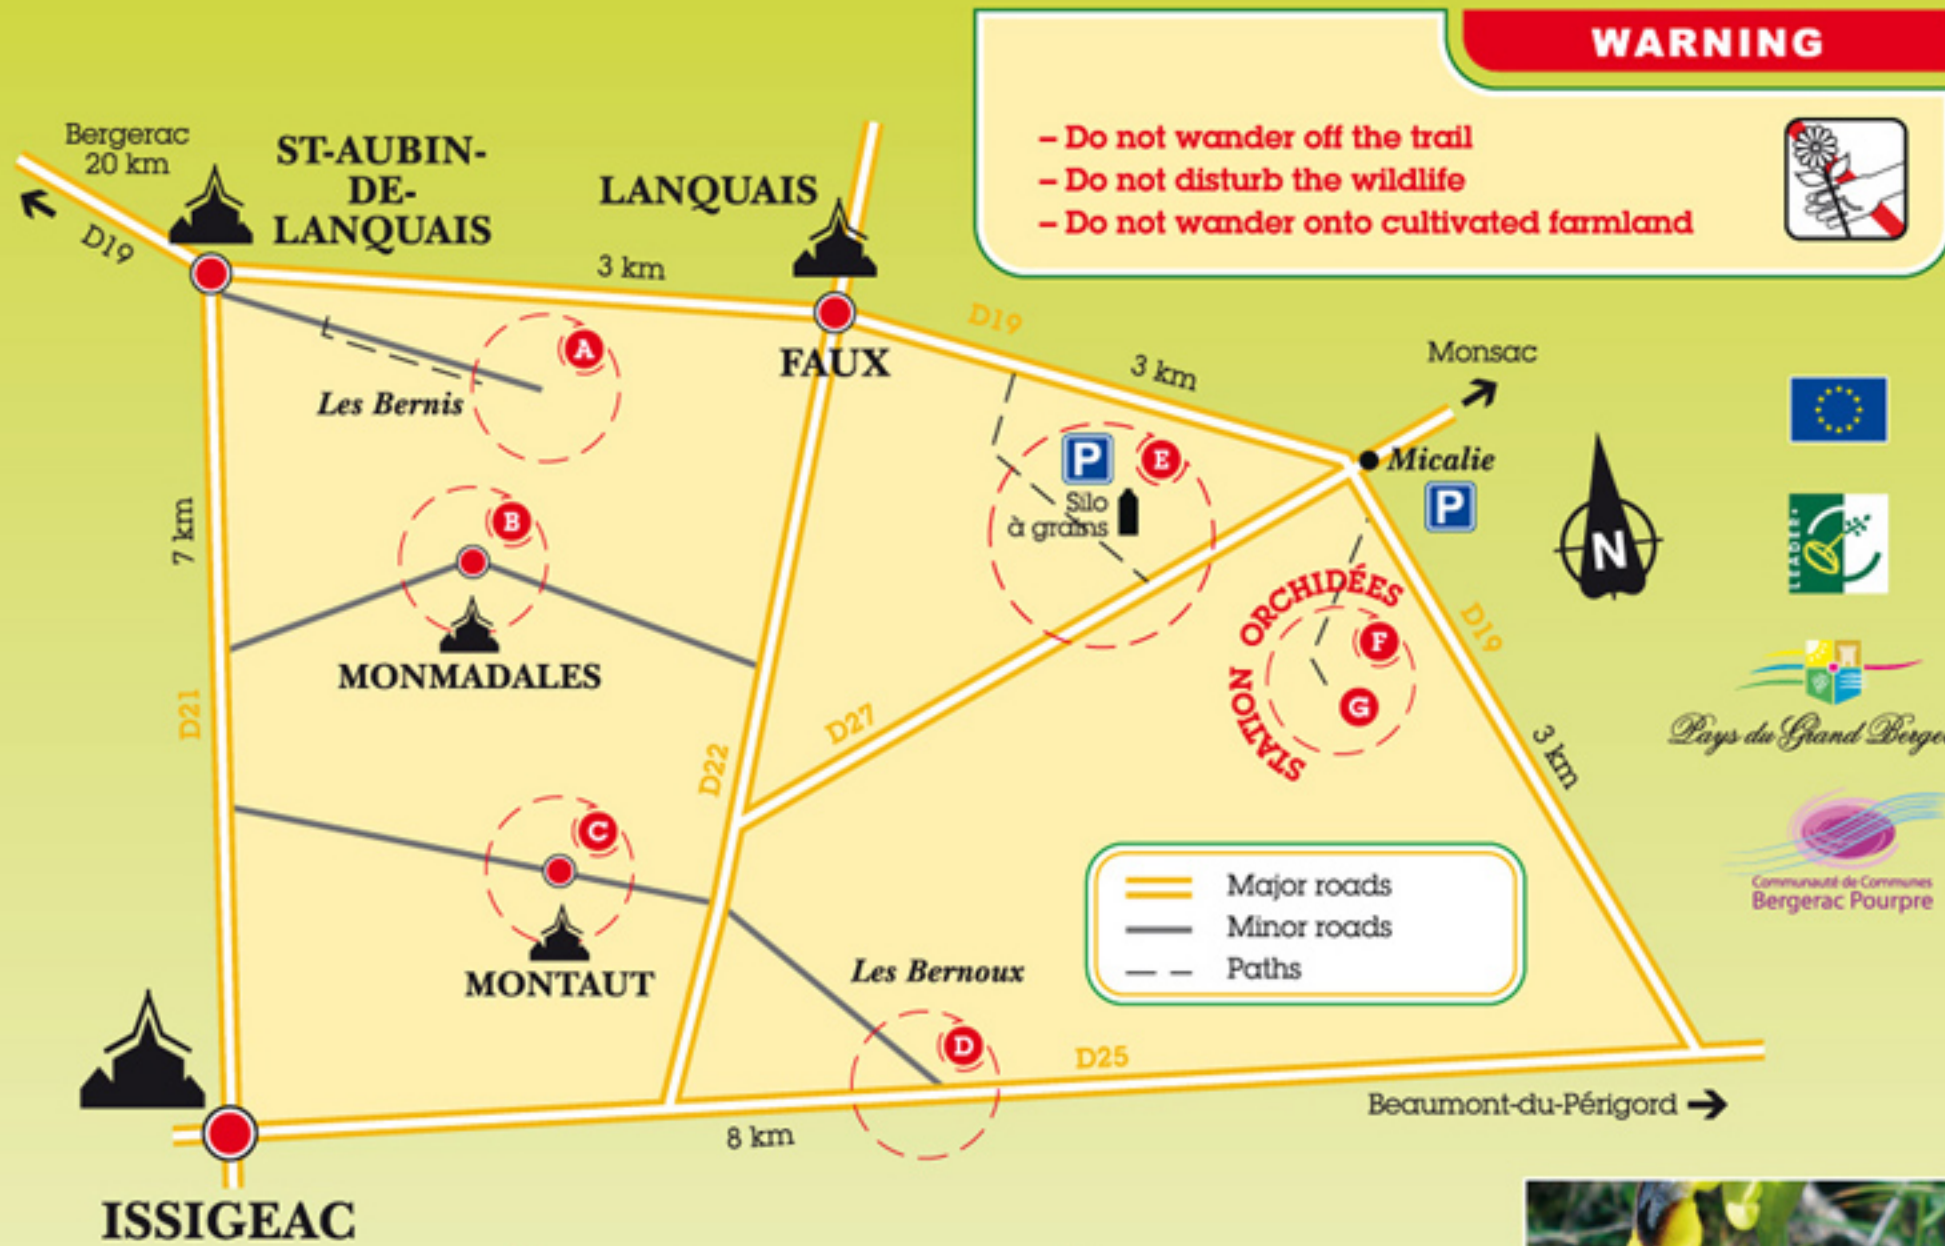 WARNING
– Do not wander off the trail
– Do not disturb the wildlife
– Do not wander onto cultivated farmland
Bergerac
20 km
D19
ST-AUBIN-
DE-
LANQUAIS
LANQUAIS
3 km
FAUX
D19
3 km
Monsac
Micalie
P
A
Les Bernis
B
MONMADALES
7 km
D21
P
E
Silo
à grains
N
STATION ORCHIDÉES
F
G
D19
3 km
D27
D22
C
MONTAUT
Les Bernoux
D
D25
8 km
Beaumont-du-Périgord
ISSIGEAC
Major roads
Minor roads
Paths
LEADER+
Pays du Grand Berge
Communauté de Communes
Bergerac Pourpre